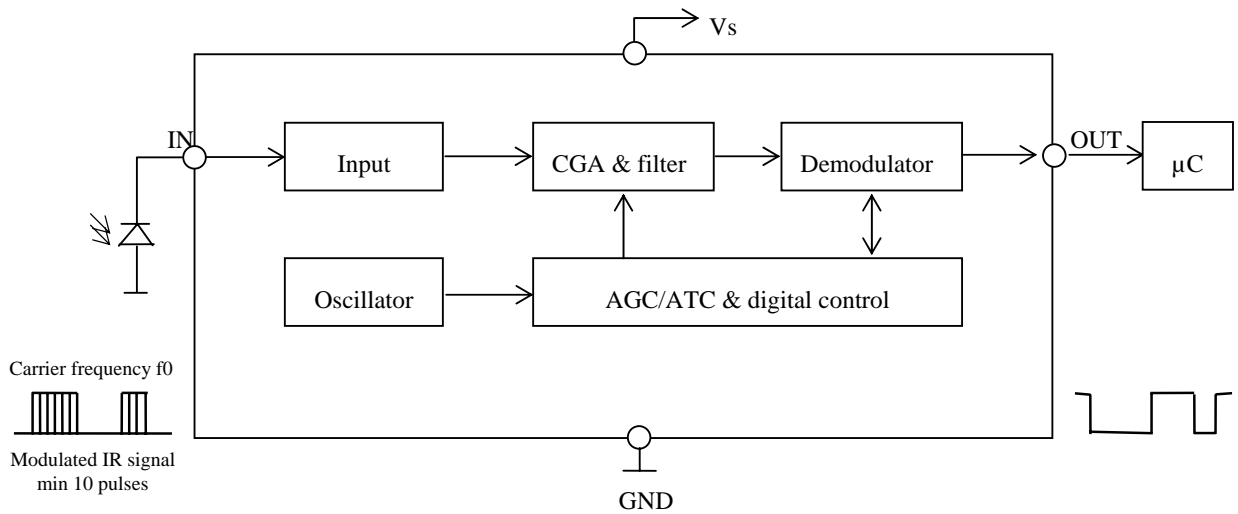 Vs
IN
OUT
Input
CGA & filter
Demodulator
µC
Oscillator
AGC/ATC & digital control
Carrier frequency f0
Modulated IR signal
min 10 pulses
GND